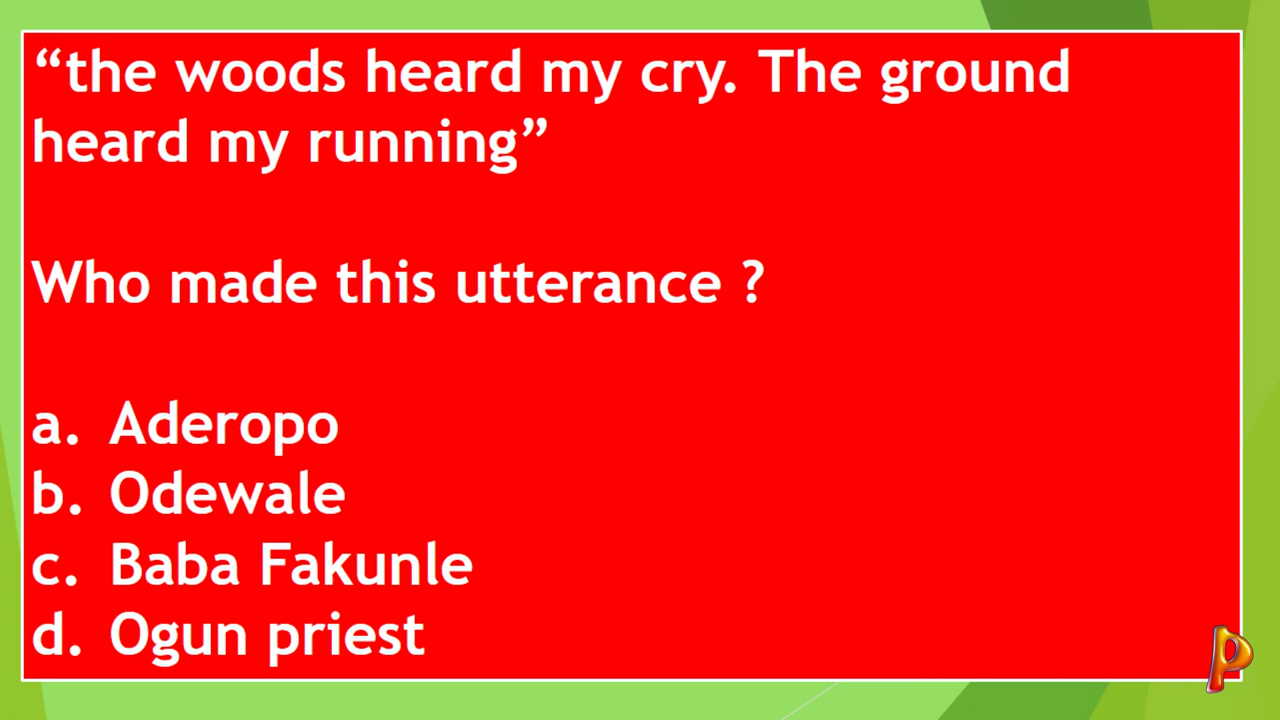 “the woods heard my cry. The ground
heard my running”
Who made this utterance ?
a. Aderopo
b. Odewale
c. Baba Fakunle
d. Ogun priest
P